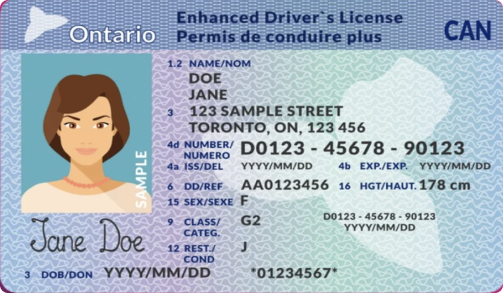 Ontario
Enhanced Driver`s License
Permis de conduire plus
CAN
1.2 NAME/NOM
DOE
JANE
3 123 SAMPLE STREET
TORONTO, ON, 123 456
4d NUMBER/NUMERO D0123 - 45678 - 90123
4a ISS/DEL YYYY/MM/DD 4b EXP./EXP. YYYY/MM/DD
6 DD/REF AA0123456 16 HGT/HAUT. 178 cm
15 SEX/SEXE F
9 CLASS/CATEG. G2
D0123 - 45678 - 90123
YYYY/MM/DD
12 REST./COND J
SAMPLE
Jane Doe
3 DOB/DON YYYY/MM/DD *01234567*